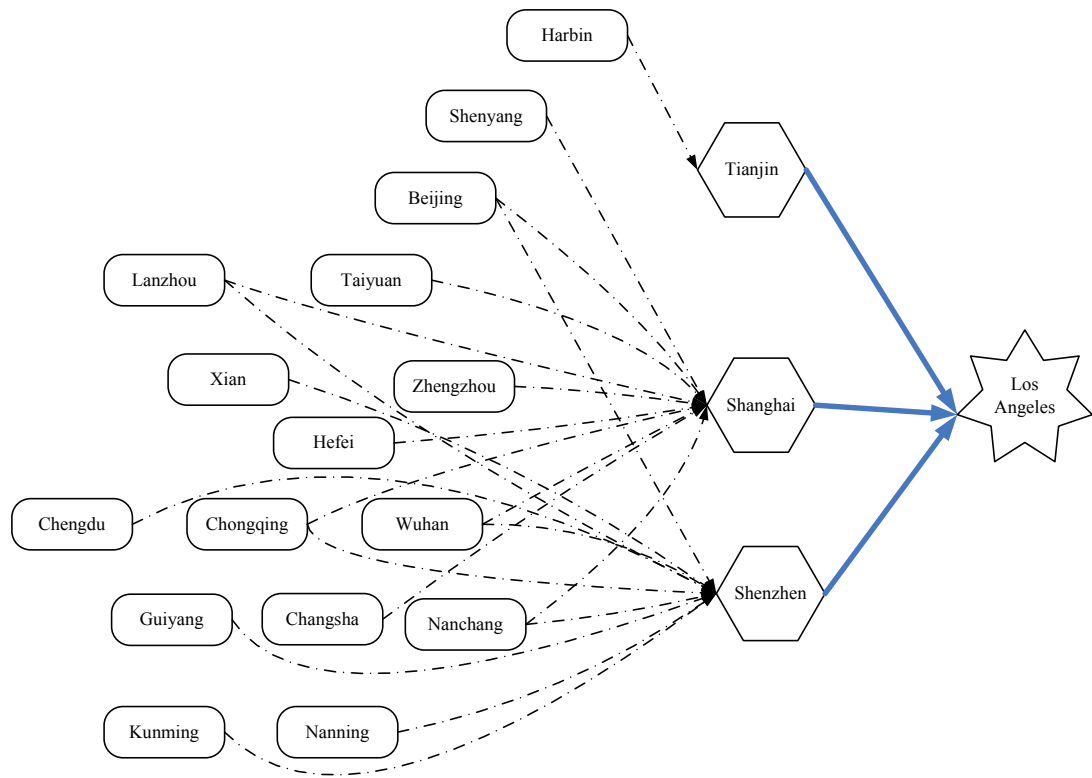 Harbin
Shenyang
Tianjin
Beijing
Lanzhou
Taiyuan
Xian
Zhengzhou
Shanghai
Los
Angeles
Hefei
Chengdu
Chongqing
Wuhan
Shenzhen
Guiyang
Changsha
Nanchang
Kunming
Nanning